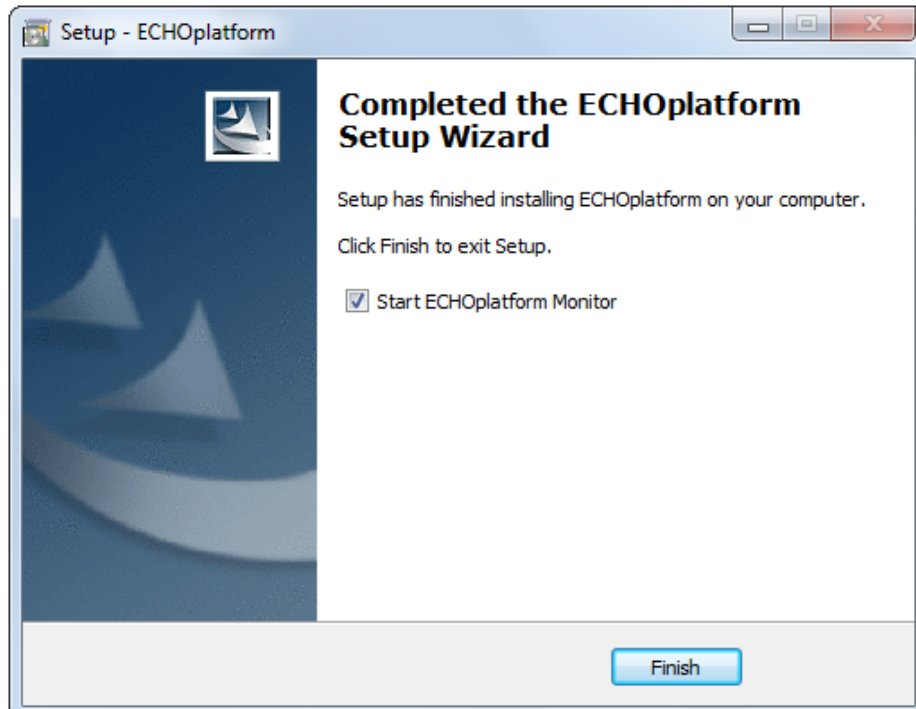 Setup - ECHOplatform
Completed the ECHOplatform
Setup Wizard
Setup has finished installing ECHOplatform on your computer.
Click Finish to exit Setup.
Start ECHOplatform Monitor
Finish